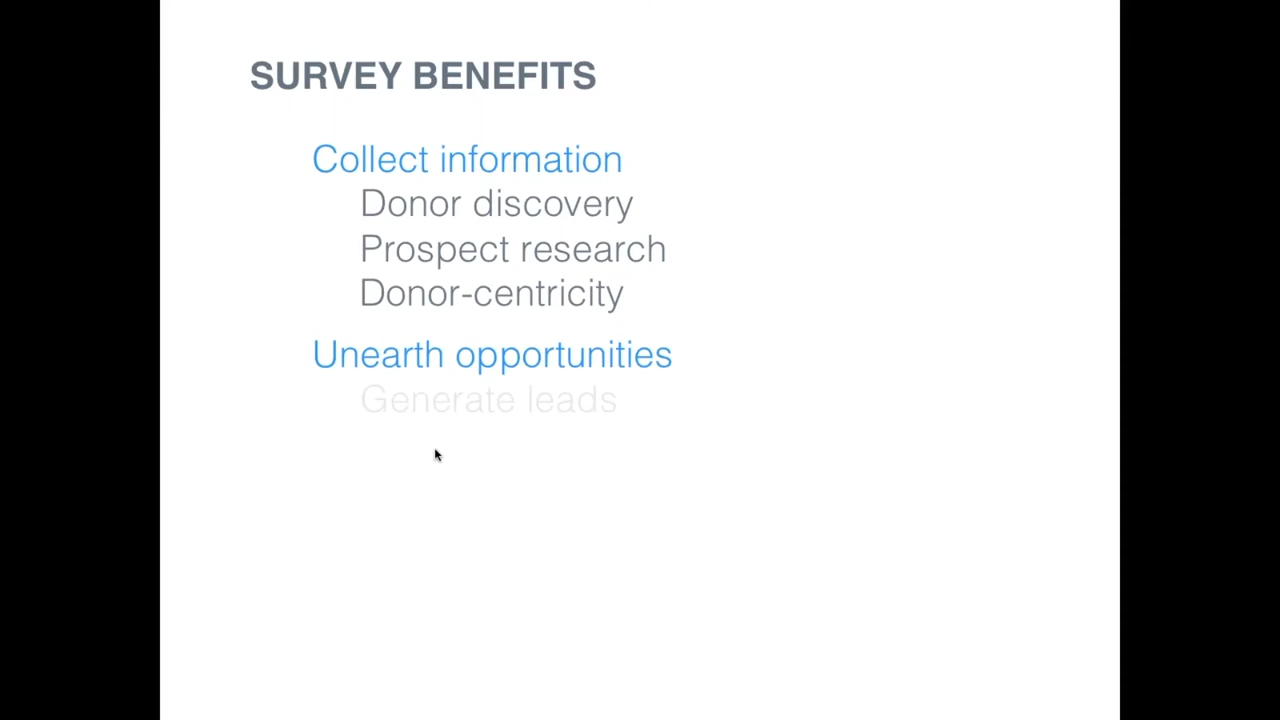 SURVEY BENEFITS
Collect information
Donor discovery
Prospect research
Donor-centricity
Unearth opportunities
Generate leads